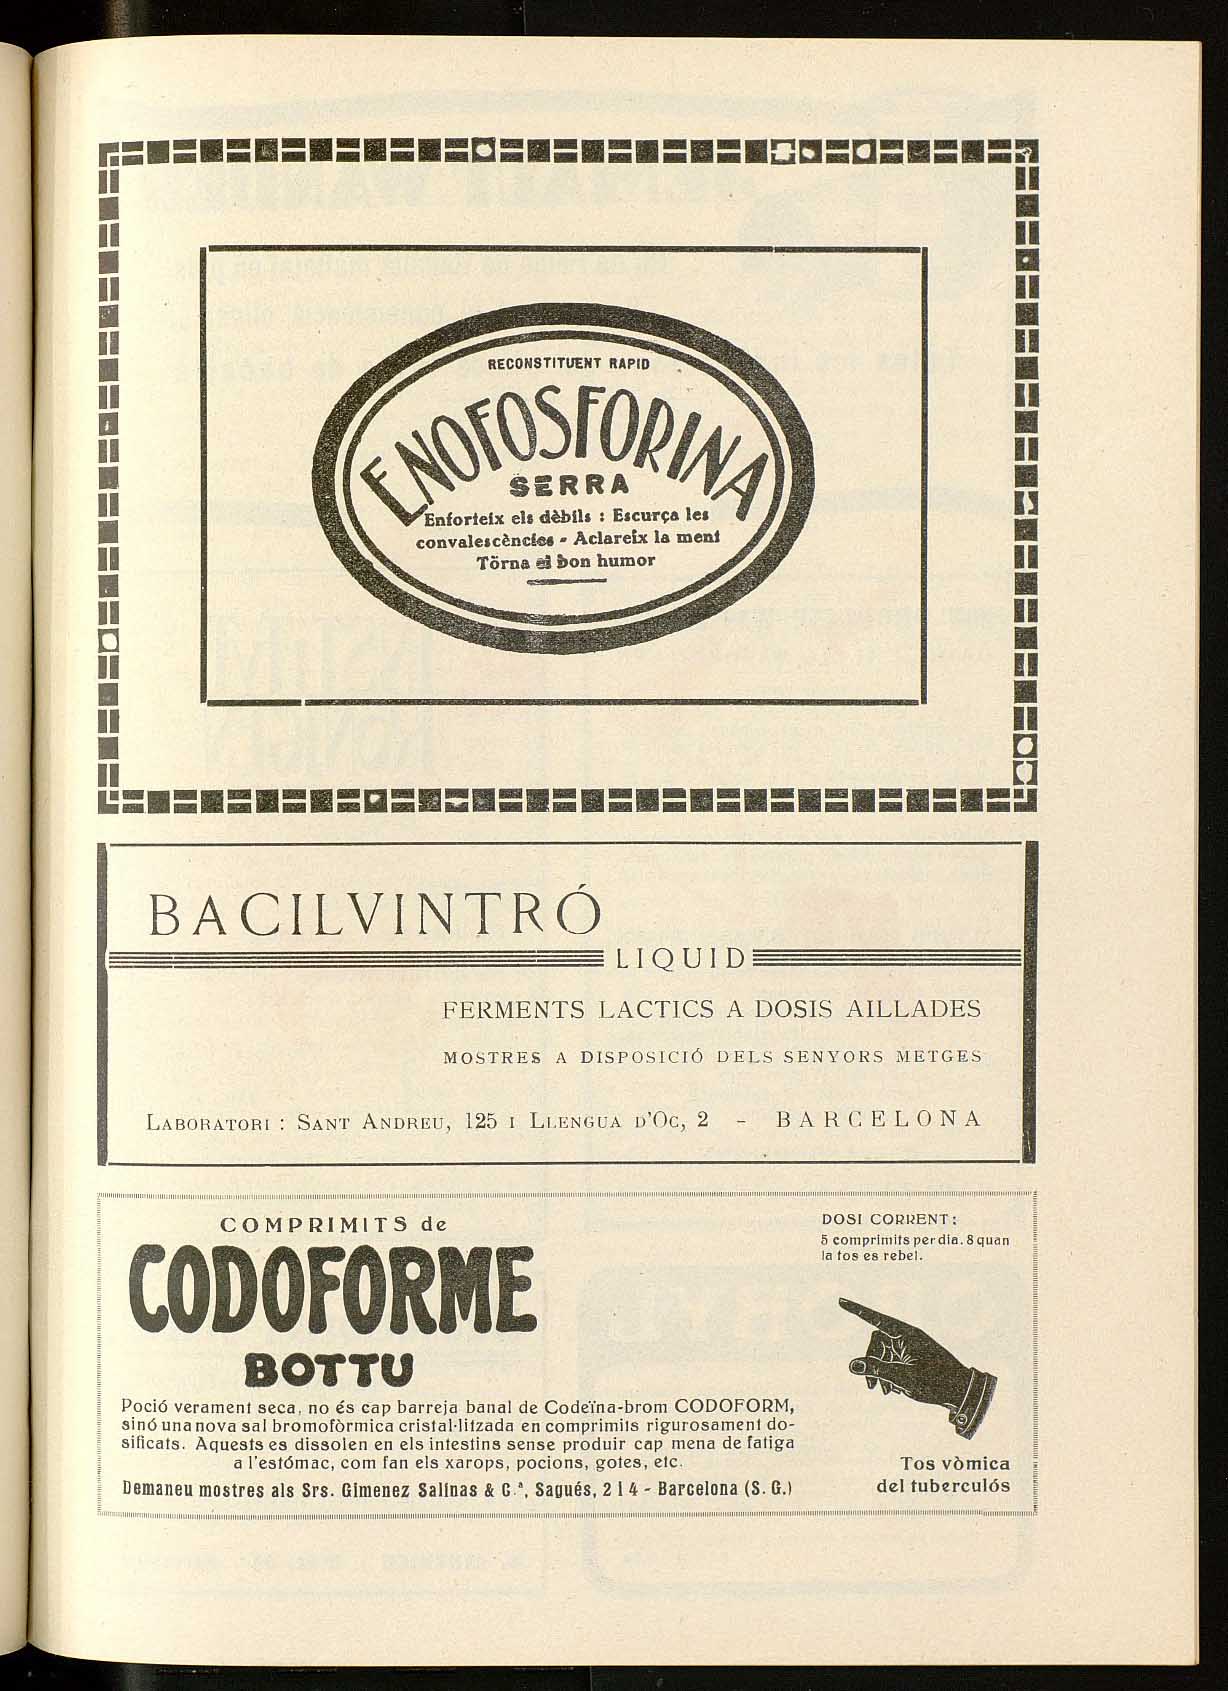 RECONSTITUENT RAPID
ENOFOSFORINA
SERRA
Enforteix els dèbils : Escurça les
convalescències - Aclareix la ment
Törna el bon humor
BACILVINTRÓ
LIQUID
FERMENTS LACTICS A DOSIS AILLADES
MOSTRES A DISPOSICIÓ DELS SENYORS METGES
LABORATORI : SANT ANDREU, 125 I LLENGUA D'OC, 2 - BARCELONA
COMPRIMITS de
CODOFORME
BOTTU
Poció verament seca, no és cap barreja banal de Codeïna-brom CODOFORM,
sinó una nova sal bromofòrmica cristal·litzada en comprimits rigurosament do-
sificats. Aquests es dissolen en els intestins sense produir cap mena de fatiga
a l'estómac, com fan els xarops, pocions, gotes, etc.
Demaneu mostres als Srs. Gimenez Salinas & C.ª, Sagués, 2 i 4 - Barcelona (S. G.)
DOSI CORRENT:
5 comprimits per dia. 8 quan
la tos es rebel.
Tos vòmica
del tuberculós